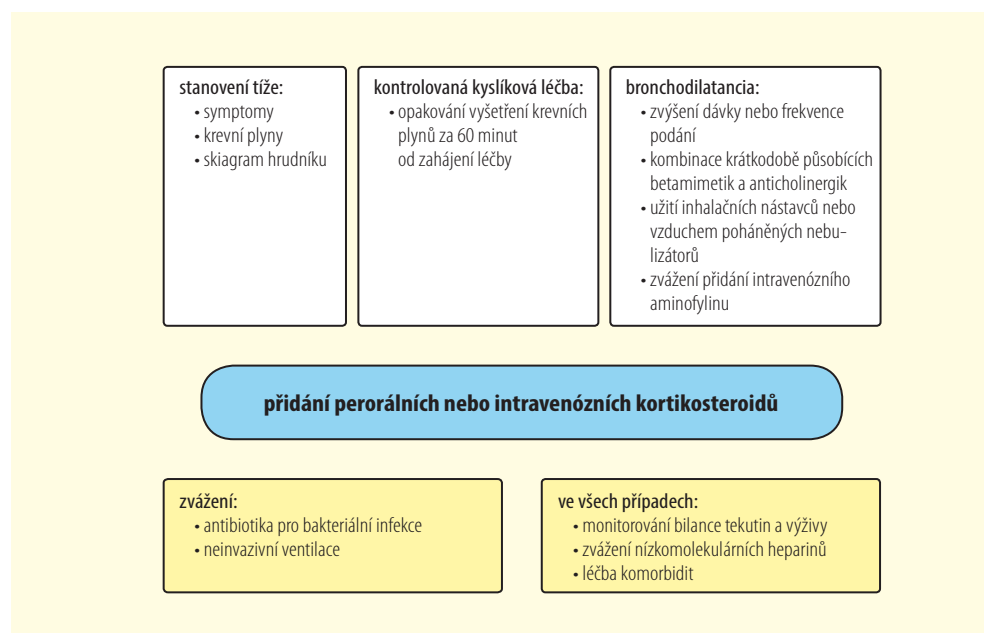 stanovení tíže:
• symptomy
• krevní plyny
• skiagram hrudníku
kontrolovaná kyslíková léčba:
• opakování vyšetření krevních
plynů za 60 minut
od zahájení léčby
bronchodilatancia:
• zvýšení dávky nebo frekvence
podání
• kombinace krátkodobě působících
betamimetik a anticholinergik
• užití inhalačních nástavců nebo
vzduchem poháněných nebu-
lizátorů
• zvážení přidání intravenózního
aminofylinu
přidání perorálních nebo intravenózních kortikosteroidů
zvážení:
• antibiotika pro bakteriální infekce
• neinvazivní ventilace
ve všech případech:
• monitorování bilance tekutin a výživy
• zvážení nízkomolekulárních heparinů
• léčba komorbidit